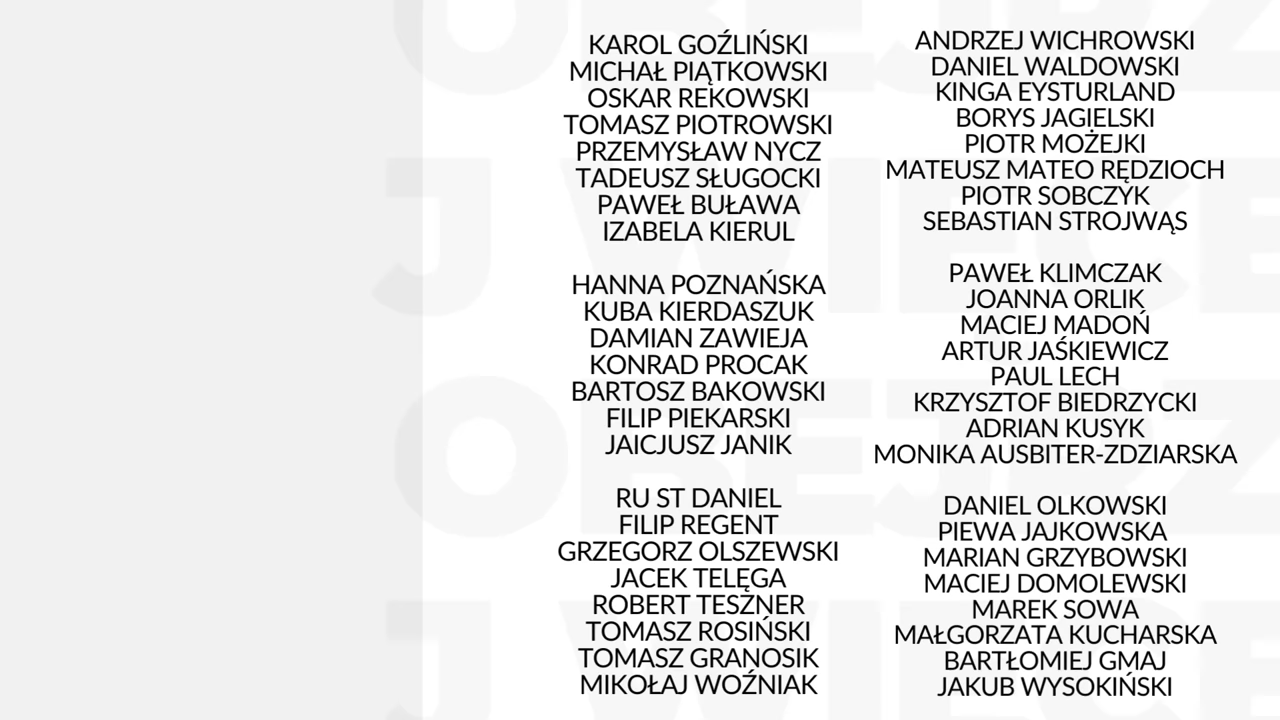 KAROL GOŹLIŃSKI
MICHAŁ PIĄTKOWSKI
OSKAR REKOWSKI
TOMASZ PIOTROWSKI
PRZEMYSŁAW NYCZ
TADEUSZ SŁUGOCKI
PAWEŁ BUŁAWA
IZABELA KIERUL
HANNA POZNAŃSKA
KUBA KIERDASZUK
DAMIAN ZAWIEJA
KONRAD PROCAK
BARTOSZ BAKOWSKI
FILIP PIEKARSKI
JAICJUSZ JANIK
RU ST DANIEL
FILIP REGENT
GRZEGORZ OLSZEWSKI
JACEK TELĘGA
ROBERT TESZNER
TOMASZ ROSIŃSKI
TOMASZ GRANOSIK
MIKOŁAJ WOŹNIAK
ANDRZEJ WICHROWSKI
DANIEL WALDOWSKI
KINGA EYSTURLAND
BORYS JAGIELSKI
PIOTR MOŻEJKI
MATEUSZ MATEO RĘDZIOCH
PIOTR SOBCZYK
SEBASTIAN STROJWĄS
PAWEŁ KLIMCZAK
JOANNA ORLIK
MACIEJ MADOŃ
ARTUR JAŚKIEWICZ
PAUL LECH
KRZYSZTOF BIEDRZYCKI
ADRIAN KUSYK
MONIKA AUSBITER-ZDZIARSKA
DANIEL OLKOWSKI
PIEWA JAJKOWSKA
MARIAN GRZYBOWSKI
MACIEJ DOMOLEWSKI
MAREK SOWA
MAŁGORZATA KUCHARSKA
BARTŁOMIEJ GMAJ
JAKUB WYSOKIŃSKI